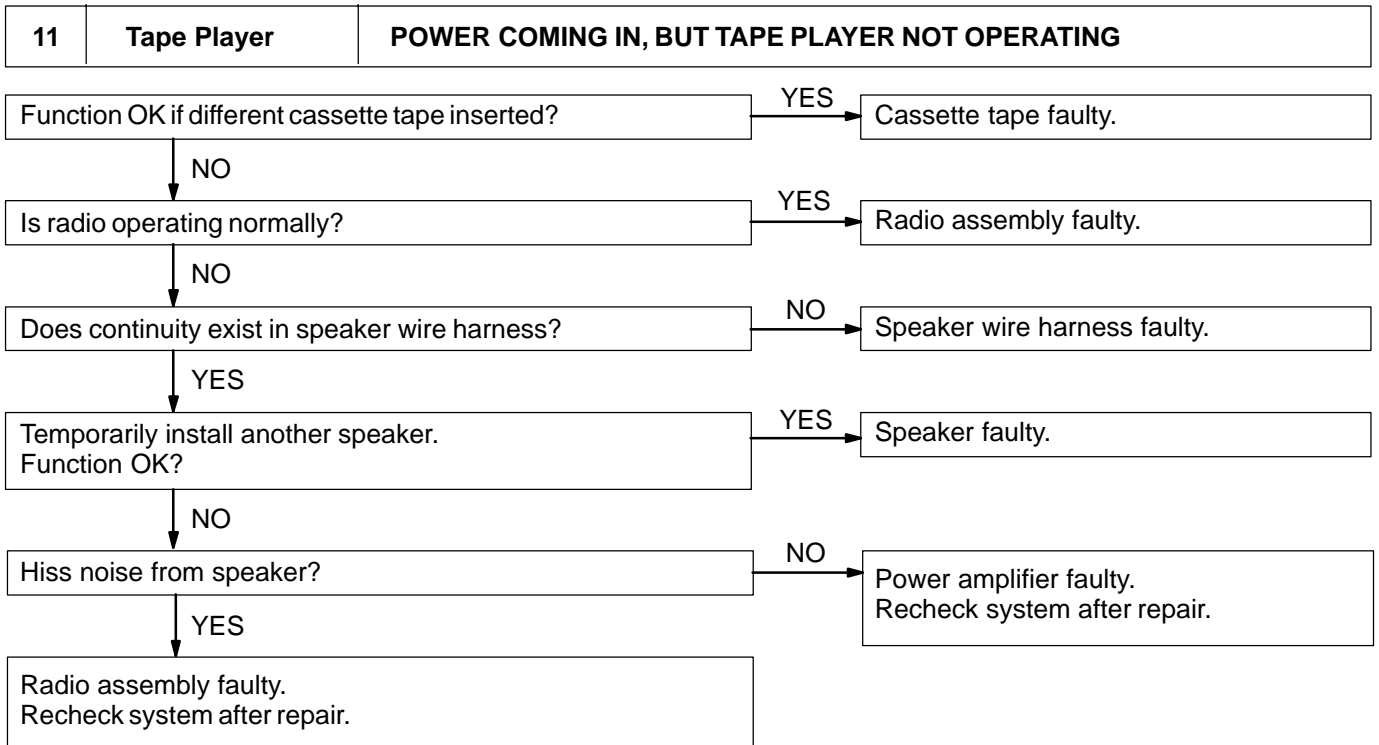 11 Tape Player POWER COMING IN, BUT TAPE PLAYER NOT OPERATING
Function OK if different cassette tape inserted?
YES
Cassette tape faulty.
NO
Is radio operating normally?
YES
Radio assembly faulty.
NO
Does continuity exist in speaker wire harness?
NO
Speaker wire harness faulty.
YES
Temporarily install another speaker.
Function OK?
YES
Speaker faulty.
NO
Hiss noise from speaker?
NO
Power amplifier faulty.
Recheck system after repair.
YES
Radio assembly faulty.
Recheck system after repair.